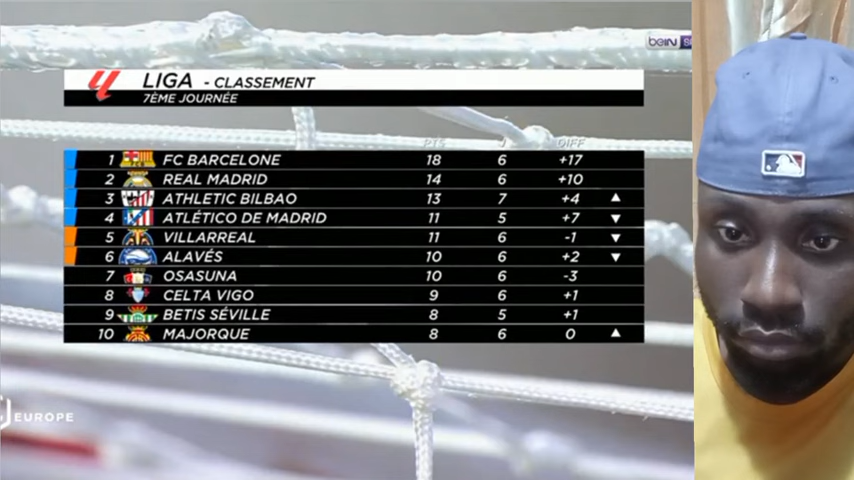 beIN
LIGA - CLASSEMENT
7ÈME JOURNÉE
PTS J DIFF
1 FC BARCELONE 18 6 +17
2 REAL MADRID 14 6 +10
3 ATHLETIC BILBAO 13 7 +4
4 ATLÉTICO DE MADRID 11 5 +7
5 VILLARREAL 11 6 -1
6 ALAVÉS 10 6 +2
7 OSASUNA 10 6 -3
8 CELTA VIGO 9 6 +1
9 BETIS SÉVILLE 8 5 +1
10 MAJORQUE 8 6 0
EUROPE